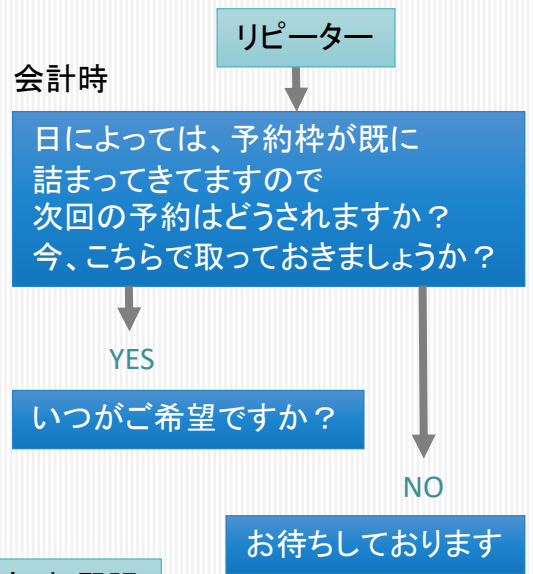 リピーター
会計時
日によっては、予約枠が既に
詰まってきてますので
次回の予約はどうされますか？
今、こちらで取っておきましょうか？
YES
いつがご希望ですか？
NO
お待ちしております